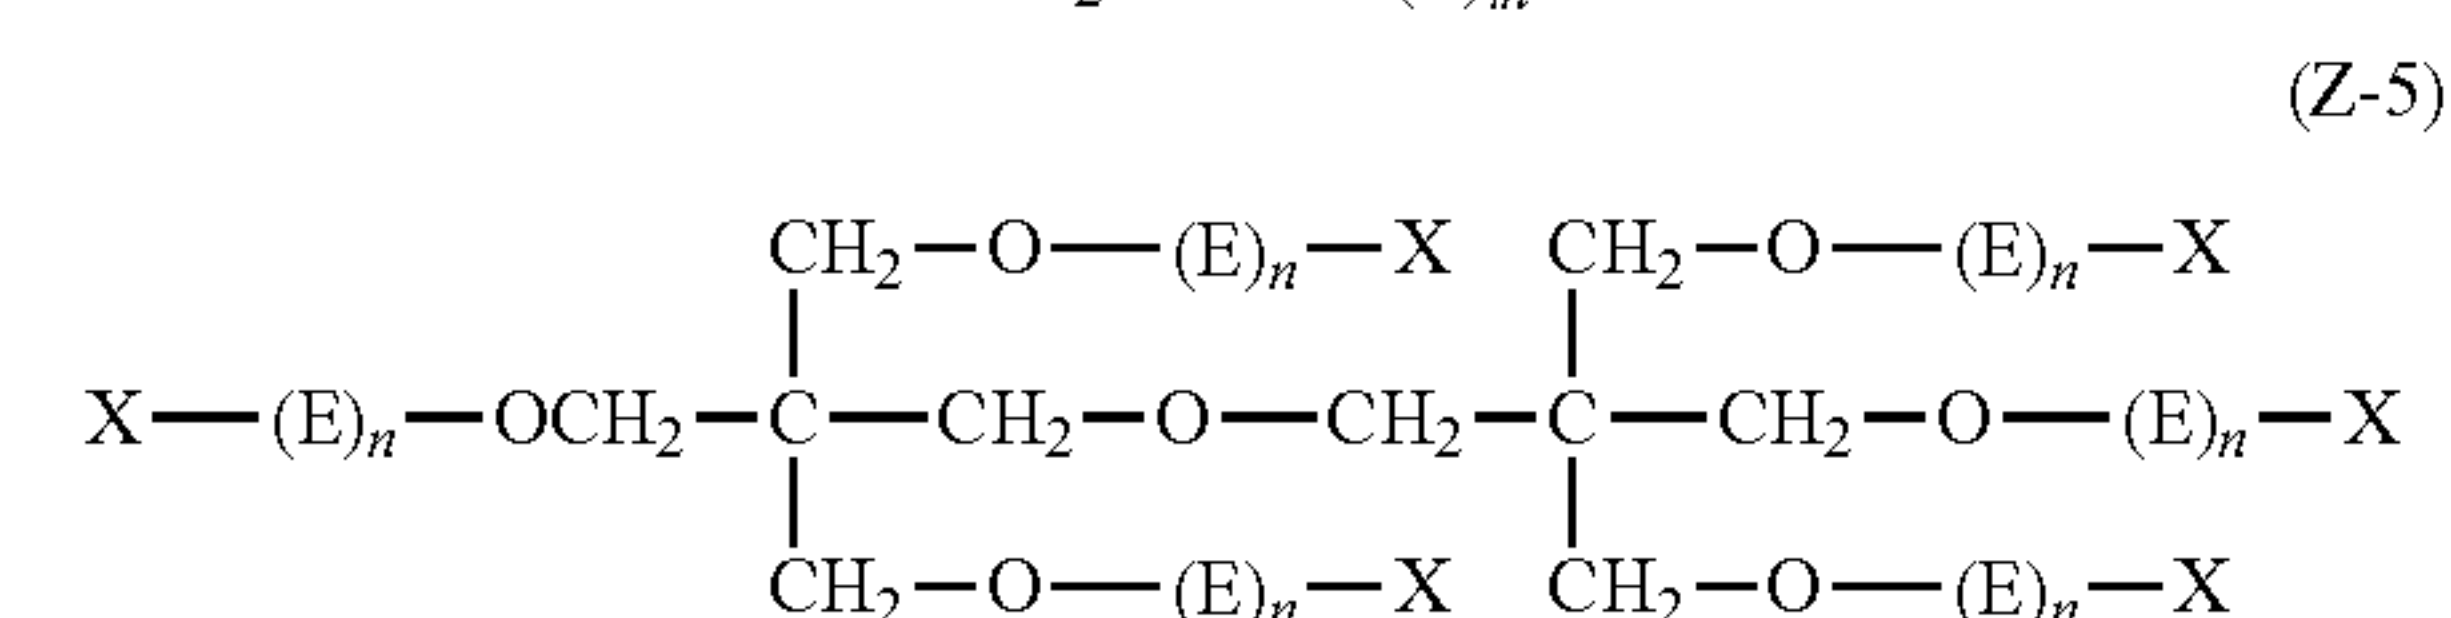 (Z-5)
CH2—O—(E)n—X CH2—O—(E)n—X
X—(E)n—OCH2—C—CH2—O—CH2—C—CH2—O—(E)n—X
CH2—O—(E)n—X CH2—O—(E)n—X